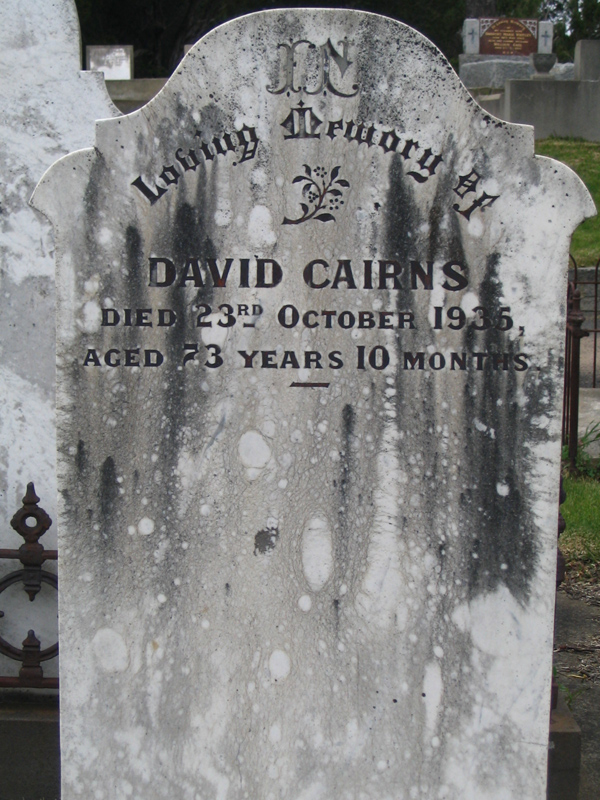 IN
Loving Memory of
DAVID CAIRNS
DIED 23RD OCTOBER 1935,
AGED 73 YEARS 10 MONTHS